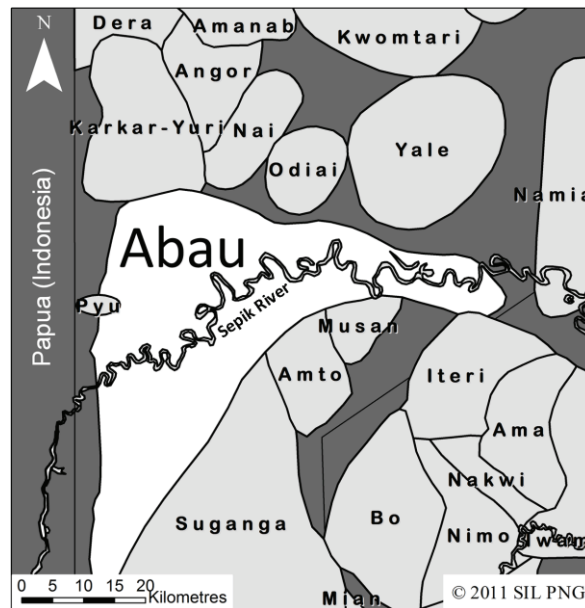 Dera
Amanab
Kwomtari
N
Angor
Karkar-Yuri
Nai
Yale
Odiai
Namia
Papua (Indonesia)
Abau
Pyu
Sepik River
Musan
Amto
Iteri
Ama
Nakwi
Suganga
Bo
Nimo
Iwam
Mian
0 5 10 15 20
Kilometres
© 2011 SIL PNG